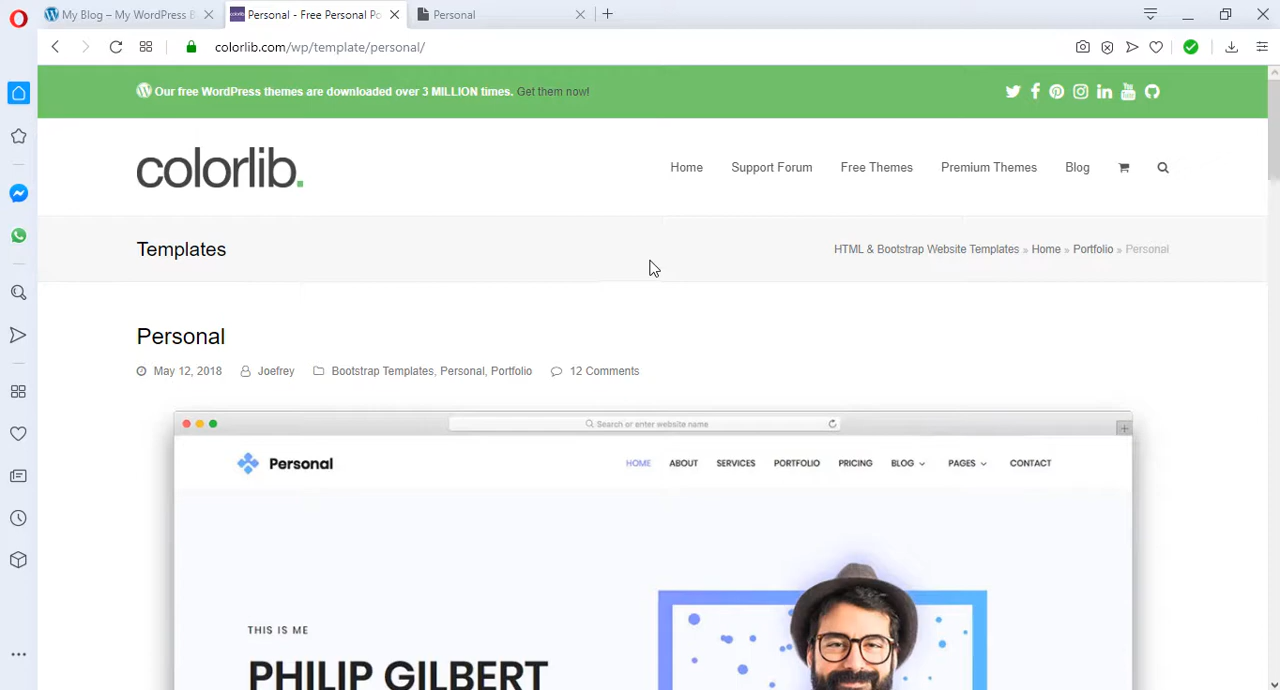 My Blog – My WordPress B
Personal - Free Personal Po
Personal
colorlib.com/wp/template/personal/
Our free WordPress themes are downloaded over 3 MILLION times. Get them now!
colorlib.
Home Support Forum Free Themes Premium Themes Blog
Templates
HTML & Bootstrap Website Templates » Home » Portfolio » Personal
Personal
May 12, 2018 Joefrey Bootstrap Templates, Personal, Portfolio 12 Comments
Search or enter website name
Personal
HOME ABOUT SERVICES PORTFOLIO PRICING BLOG PAGES CONTACT
THIS IS ME
PHILIP GILBERT